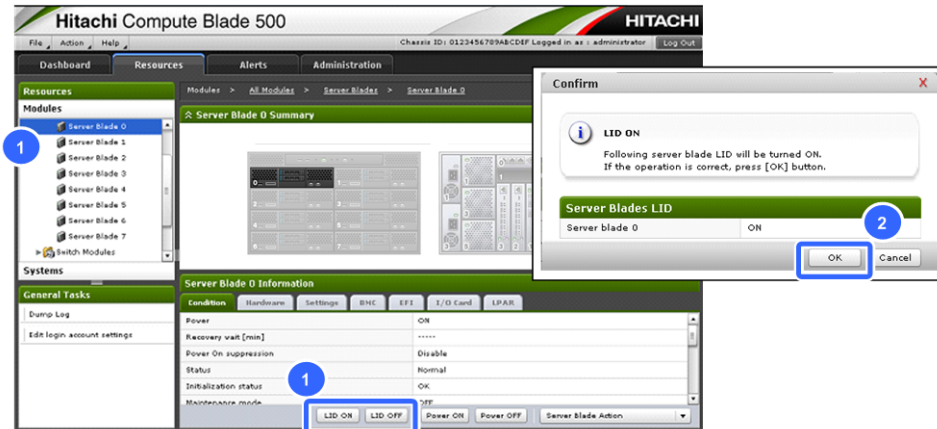 Hitachi Compute Blade 500
HITACHI
File Action Help
Chassis ID: 0123456789ABCDEF Logged in as : administrator Log Out
Dashboard Resources Alerts Administration
Resources
Modules
Server Blade 0
Server Blade 1
Server Blade 2
Server Blade 3
Server Blade 4
Server Blade 5
Server Blade 6
Server Blade 7
Switch Modules
Systems
1
General Tasks
Dump Log
Edit login account settings
Modules > All Modules > Server Blades > Server Blade 0
Server Blade 0 Summary
Server Blade 0 Information
Condition Hardware Settings BMC EFI I/O Card LPAR
Power ON
Recovery wait [min] -----
Power On suppression Disable
Status Normal
Initialization status OK
Maintenance mode OFF
1
LID ON LID OFF Power ON Power OFF Server Blade Action
Confirm X
LID ON
Following server blade LID will be turned ON.
If the operation is correct, press [OK] button.
Server Blades LID
Server blade 0 ON
2
OK Cancel